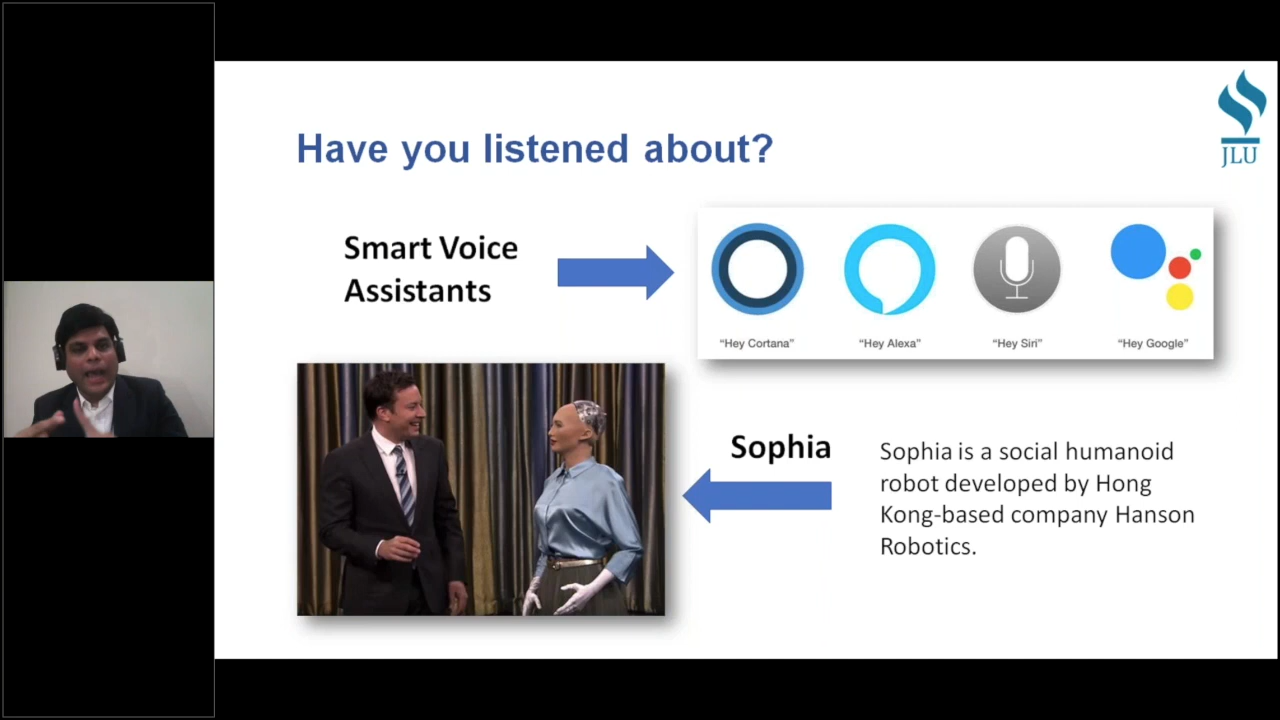 Have you listened about?
JLU
Smart Voice
Assistants
“Hey Cortana”
“Hey Alexa”
“Hey Siri”
“Hey Google”
Sophia
Sophia is a social humanoid
robot developed by Hong
Kong-based company Hanson
Robotics.